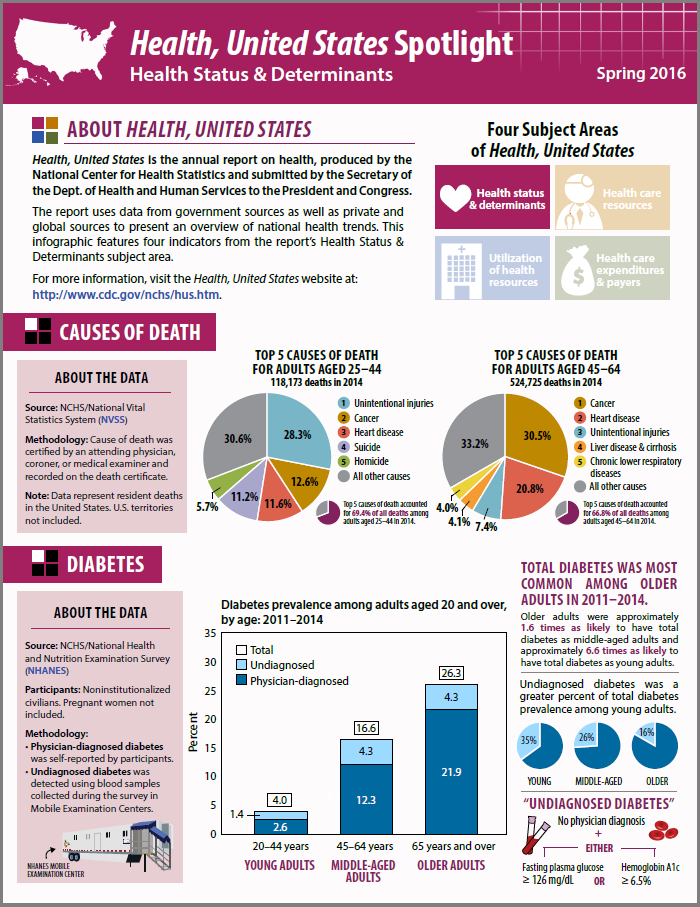 Health, United States Spotlight
Health Status & Determinants
Spring 2016
ABOUT HEALTH, UNITED STATES
Health, United States is the annual report on health, produced by the
National Center for Health Statistics and submitted by the Secretary of
the Dept. of Health and Human Services to the President and Congress.
The report uses data from government sources as well as private and
global sources to present an overview of national health trends. This
infographic features four indicators from the report's Health Status &
Determinants subject area.
For more information, visit the Health, United States website at:
http://www.cdc.gov/nchs/hus.htm.
Four Subject Areas
of Health, United States
Health status
& determinants
Health care
resources
Utilization
of health
resources
$
Health care
expenditures
& payers
CAUSES OF DEATH
ABOUT THE DATA
Source: NCHS/National Vital
Statistics System (NVSS)
Methodology: Cause of death was
certified by an attending physician,
coroner, or medical examiner and
recorded on the death certificate.
Note: Data represent resident deaths
in the United States. U.S. territories
not included.
TOP 5 CAUSES OF DEATH
FOR ADULTS AGED 25–44
118,173 deaths in 2014
30.6%
28.3%
12.6%
11.6%
11.2%
5.7%
1 Unintentional injuries
2 Cancer
3 Heart disease
4 Suicide
5 Homicide
All other causes
Top 5 causes of death accounted
for 69.4% of all deaths among
adults aged 25–44 in 2014.
TOP 5 CAUSES OF DEATH
FOR ADULTS AGED 45–64
524,725 deaths in 2014
33.2%
30.5%
20.8%
7.4%
4.1%
4.0%
1 Cancer
2 Heart disease
3 Unintentional injuries
4 Liver disease & cirrhosis
5 Chronic lower respiratory
diseases
All other causes
Top 5 causes of death accounted
for 66.8% of all deaths among
adults aged 45–64 in 2014.
DIABETES
ABOUT THE DATA
Source: NCHS/National Health
and Nutrition Examination Survey
(NHANES)
Participants: Noninstitutionalized
civilians. Pregnant women not
included.
Methodology:
• Physician-diagnosed diabetes
was self-reported by participants.
• Undiagnosed diabetes was
detected using blood samples
collected during the survey in
Mobile Examination Centers.
NHANES MOBILE
EXAMINATION CENTER
Diabetes prevalence among adults aged 20 and over,
by age: 2011–2014
Percent
35
30
25
20
15
10
5
0
Total
Undiagnosed
Physician-diagnosed
4.0
1.4
2.6
16.6
4.3
12.3
26.3
4.3
21.9
20–44 years
YOUNG ADULTS
45–64 years
MIDDLE-AGED
ADULTS
65 years and over
OLDER ADULTS
TOTAL DIABETES WAS MOST
COMMON AMONG OLDER
ADULTS IN 2011–2014.
Older adults were approximately
1.6 times as likely to have total
diabetes as middle-aged adults and
approximately 6.6 times as likely to
have total diabetes as young adults.
Undiagnosed diabetes was a
greater percent of total diabetes
prevalence among young adults.
35%
26%
16%
YOUNG
MIDDLE-AGED
OLDER
"UNDIAGNOSED DIABETES"
No physician diagnosis
+
EITHER
Fasting plasma glucose
≥ 126 mg/dL
OR
Hemoglobin A1c
≥ 6.5%